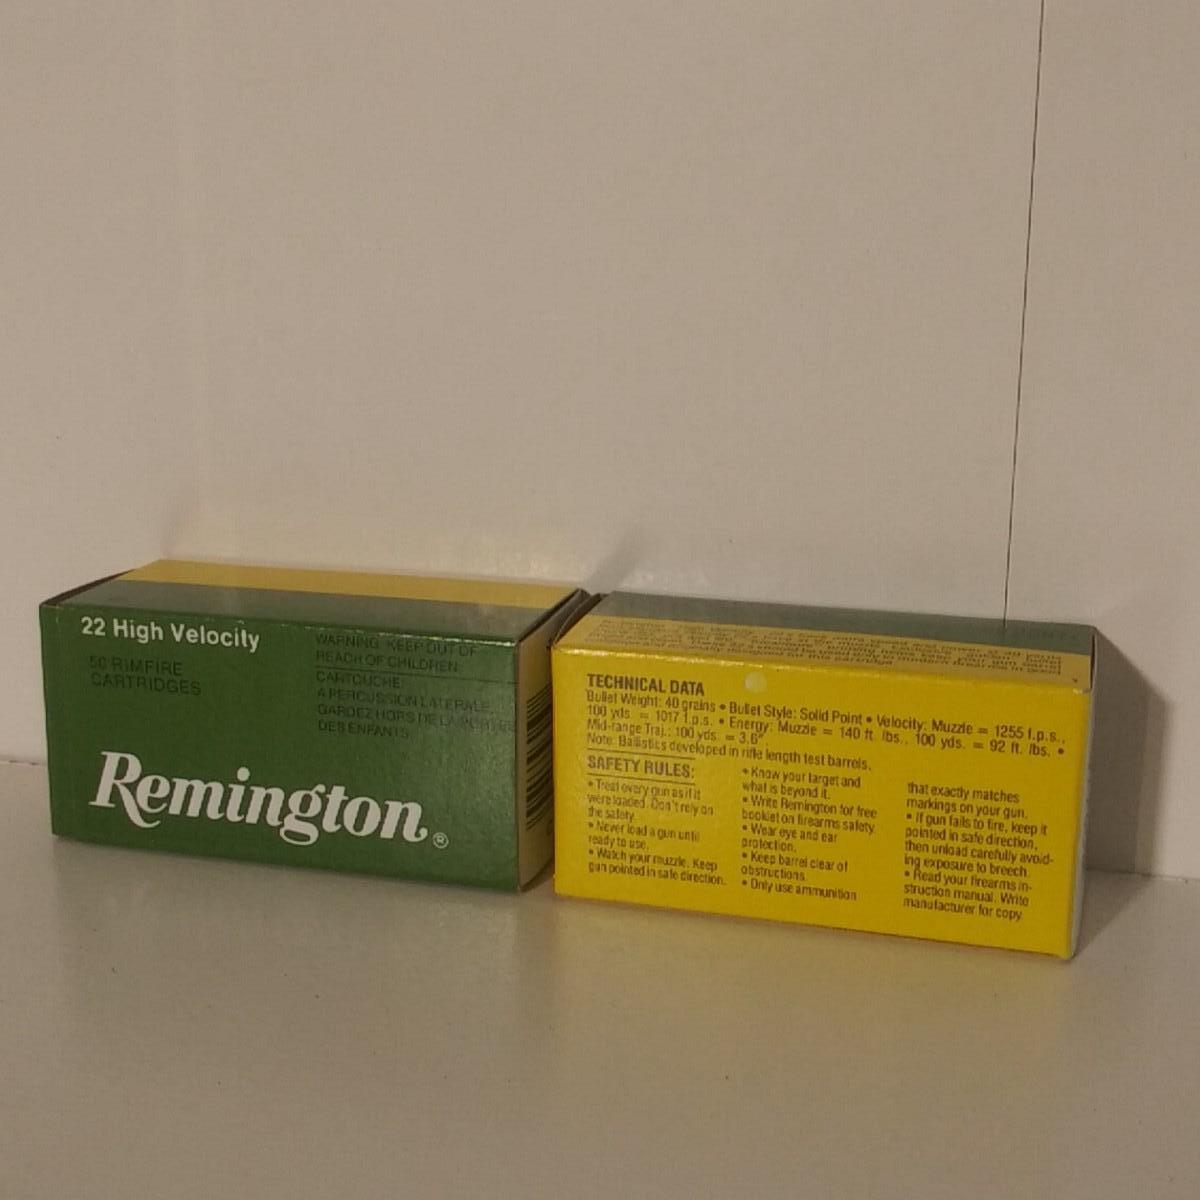 22 High Velocity
50 RIMFIRE
CARTRIDGES
WARNING: KEEP OUT OF
REACH OF CHILDREN.
CARTOUCHE
A PERCUSSION LATERALE
GARDEZ HORS DE LA PORTEE
DES ENFANTS
Remington®
TECHNICAL DATA
Bullet Weight: 40 grains • Bullet Style: Solid Point • Velocity: Muzzle = 1255 f.p.s.,
100 yds. = 1017 f.p.s. • Energy: Muzzle = 140 ft. lbs., 100 yds. = 92 ft. lbs. •
Mid-range Traj.: 100 yds. = 3.6"
Note: Ballistics developed in rifle length test barrels.
SAFETY RULES:
• Treat every gun as if it
were loaded. Don't rely on
the safety.
• Never load a gun until
ready to use.
• Watch your muzzle. Keep
gun pointed in safe direction.
• Know your target and
what is beyond it.
• Write Remington for free
booklet on firearms safety.
• Wear eye and ear
protection.
• Keep barrel clear of
obstructions.
• Only use ammunition
that exactly matches
markings on your gun.
• If gun fails to fire, keep it
pointed in safe direction,
then unload carefully avoid-
ing exposure to breech.
• Read your firearms in-
struction manual. Write
manufacturer for copy.